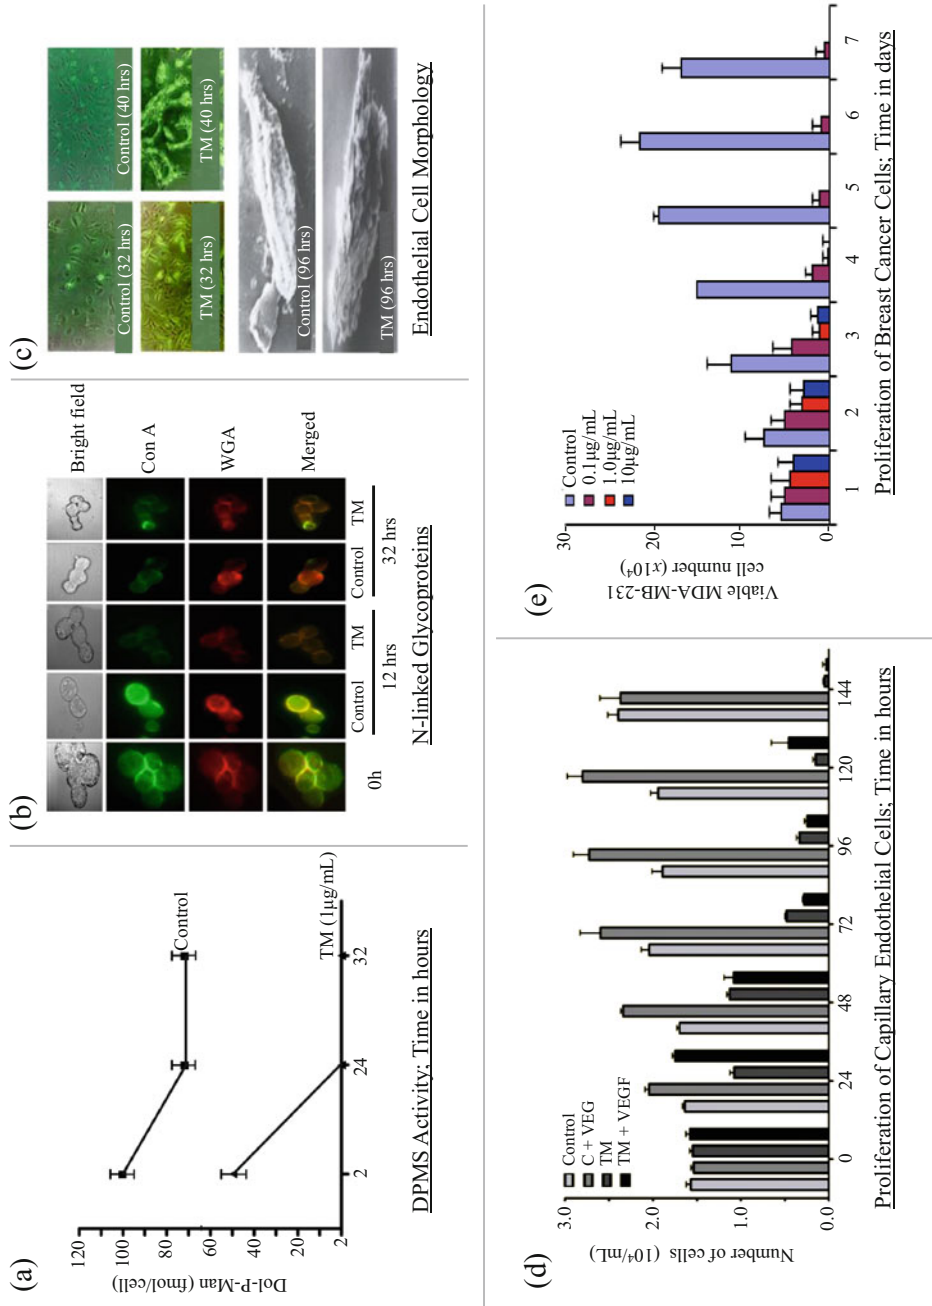 (a)
120
100
80
60
40
20
2
Dol-P-Man (fmol/cell)
Control
TM (1µg/mL)
2
24
32
DPMS Activity; Time in hours
(b)
Bright field
Con A
WGA
Merged
0h
Control
TM
Control
TM
12 hrs
32 hrs
N-linked Glycoproteins
(c)
Control (32 hrs)
Control (40 hrs)
TM (32 hrs)
TM (40 hrs)
Control (96 hrs)
TM (96 hrs)
Endothelial Cell Morphology
(d)
Control
C + VEG
TM
TM + VEGF
3.0
2.0
1.0
0.0
Number of cells (10⁴/mL)
0
24
48
72
96
120
144
Proliferation of Capillary Endothelial Cells; Time in hours
(e)
Control
0.1µg/mL
1.0µg/mL
10µg/mL
30
20
10
0
Viable MDA-MB-231
cell number (x10⁴)
1
2
3
4
5
6
7
Proliferation of Breast Cancer Cells; Time in days